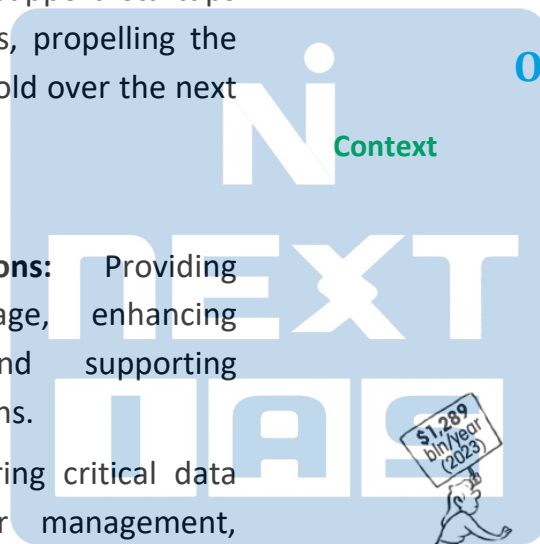 s, propelling the
old over the next
ons: Providing
age, enhancing
nd supporting
ns.
ring critical data
r management,
O
Context
NEXT
IAS
$1,289
bln/year
(2023)